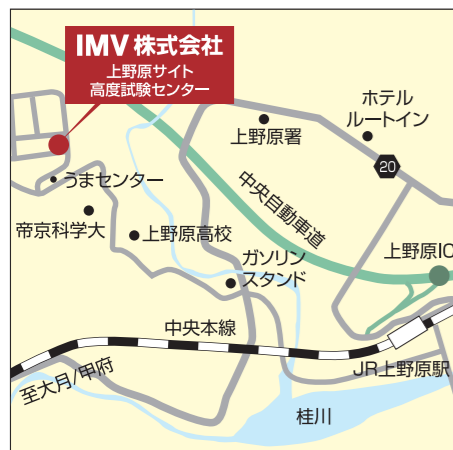 IMV 株式会社
上野原サイト
高度試験センター
ホテル
ルートイン
上野原署
20
うまセンター
中央自動車道
帝京科学大
上野原高校
上野原IC
ガソリン
スタンド
中央本線
JR上野原駅
至大月/甲府
桂川